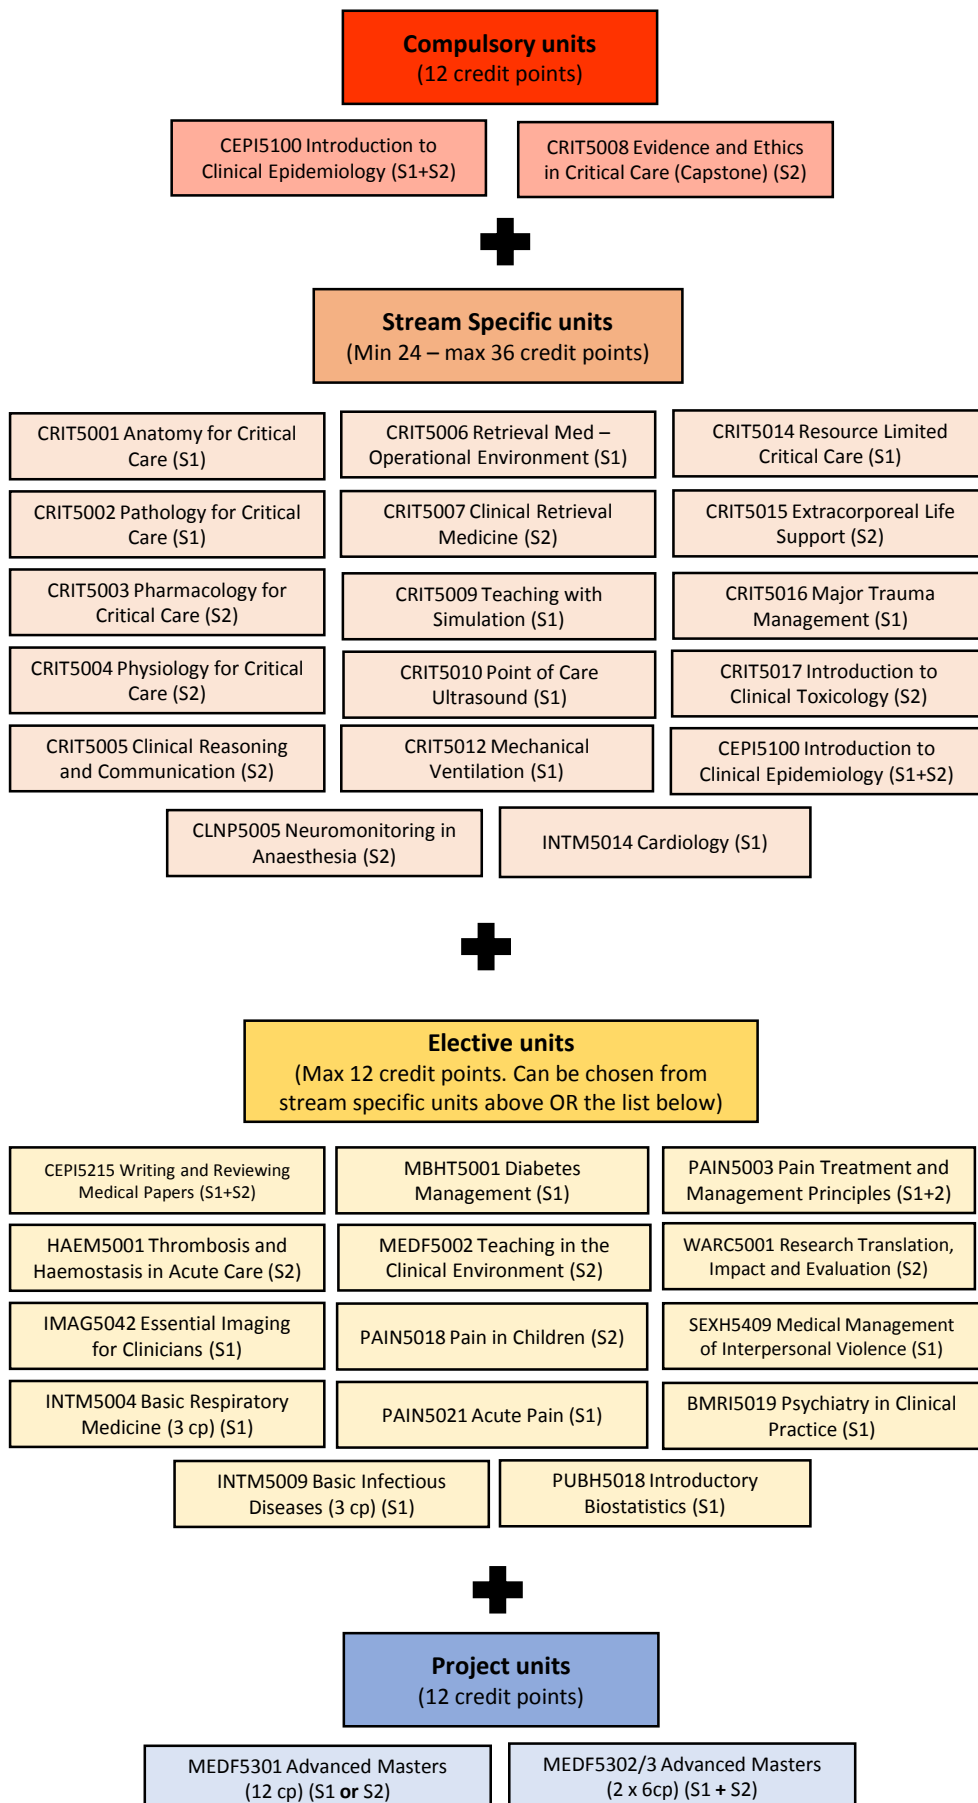 Compulsory units
(12 credit points)
CEPI5100 Introduction to
Clinical Epidemiology (S1+S2)
CRIT5008 Evidence and Ethics
in Critical Care (Capstone) (S2)
Stream Specific units
(Min 24 – max 36 credit points)
CRIT5001 Anatomy for Critical
Care (S1)
CRIT5006 Retrieval Med –
Operational Environment (S1)
CRIT5014 Resource Limited
Critical Care (S1)
CRIT5002 Pathology for Critical
Care (S1)
CRIT5007 Clinical Retrieval
Medicine (S2)
CRIT5015 Extracorporeal Life
Support (S2)
CRIT5003 Pharmacology for
Critical Care (S2)
CRIT5009 Teaching with
Simulation (S1)
CRIT5016 Major Trauma
Management (S1)
CRIT5004 Physiology for Critical
Care (S2)
CRIT5010 Point of Care
Ultrasound (S1)
CRIT5017 Introduction to
Clinical Toxicology (S2)
CRIT5005 Clinical Reasoning
and Communication (S2)
CRIT5012 Mechanical
Ventilation (S1)
CEPI5100 Introduction to
Clinical Epidemiology (S1+S2)
CLNP5005 Neuromonitoring in
Anaesthesia (S2)
INTM5014 Cardiology (S1)
Elective units
(Max 12 credit points. Can be chosen from
stream specific units above OR the list below)
CEPI5215 Writing and Reviewing
Medical Papers (S1+S2)
MBHT5001 Diabetes
Management (S1)
PAIN5003 Pain Treatment and
Management Principles (S1+2)
HAEM5001 Thrombosis and
Haemostasis in Acute Care (S2)
MEDF5002 Teaching in the
Clinical Environment (S2)
WARC5001 Research Translation,
Impact and Evaluation (S2)
IMAG5042 Essential Imaging
for Clinicians (S1)
PAIN5018 Pain in Children (S2)
SEXH5409 Medical Management
of Interpersonal Violence (S1)
INTM5004 Basic Respiratory
Medicine (3 cp) (S1)
PAIN5021 Acute Pain (S1)
BMRI5019 Psychiatry in Clinical
Practice (S1)
INTM5009 Basic Infectious
Diseases (3 cp) (S1)
PUBH5018 Introductory
Biostatistics (S1)
Project units
(12 credit points)
MEDF5301 Advanced Masters
(12 cp) (S1 or S2)
MEDF5302/3 Advanced Masters
(2 x 6cp) (S1 + S2)